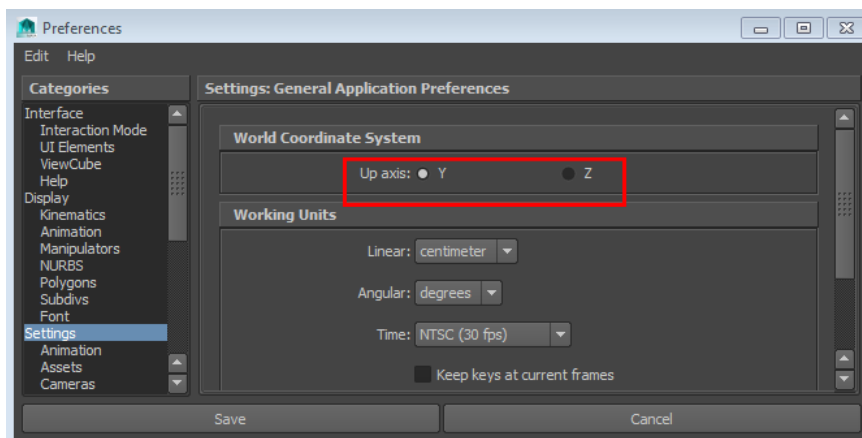 Preferences
Edit Help
Categories
Interface
Interaction Mode
UI Elements
ViewCube
Help
Display
Kinematics
Animation
Manipulators
NURBS
Polygons
Subdivs
Font
Settings
Animation
Assets
Cameras
Settings: General Application Preferences
World Coordinate System
Up axis: Y Z
Working Units
Linear: centimeter
Angular: degrees
Time: NTSC (30 fps)
Keep keys at current frames
Save Cancel